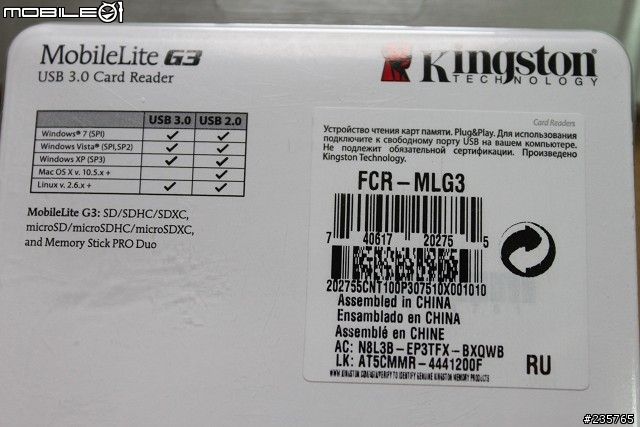 MOBILE01
MobileLite G3
USB 3.0 Card Reader
Kingston
TECHNOLOGY
USB 3.0 USB 2.0
Windows® 7 (SP1) ✓ ✓
Windows Vista® (SP1,SP2) ✓ ✓
Windows XP (SP3) ✓ ✓
Mac OS X v. 10.5.x + ✓
Linux v. 2.6.x + ✓ ✓
MobileLite G3: SD/SDHC/SDXC,
microSD/microSDHC/microSDXC,
and Memory Stick PRO Duo
Card Readers
Устройство чтения карт памяти. Plug&Play. Для использования
подключите к свободному порту USB на вашем компьютере.
Не подлежит обязательной сертификации. Произведено
Kingston Technology.
FCR-MLG3
7 40617 20275 5
202755CNT100P307510X001010
Assembled in CHINA
Ensamblado en CHINA
Assemblé en CHINE
AC: N8L3B-EP3TFX-BXQWB
LK: AT5CMMR-4441200F
RU
#235765